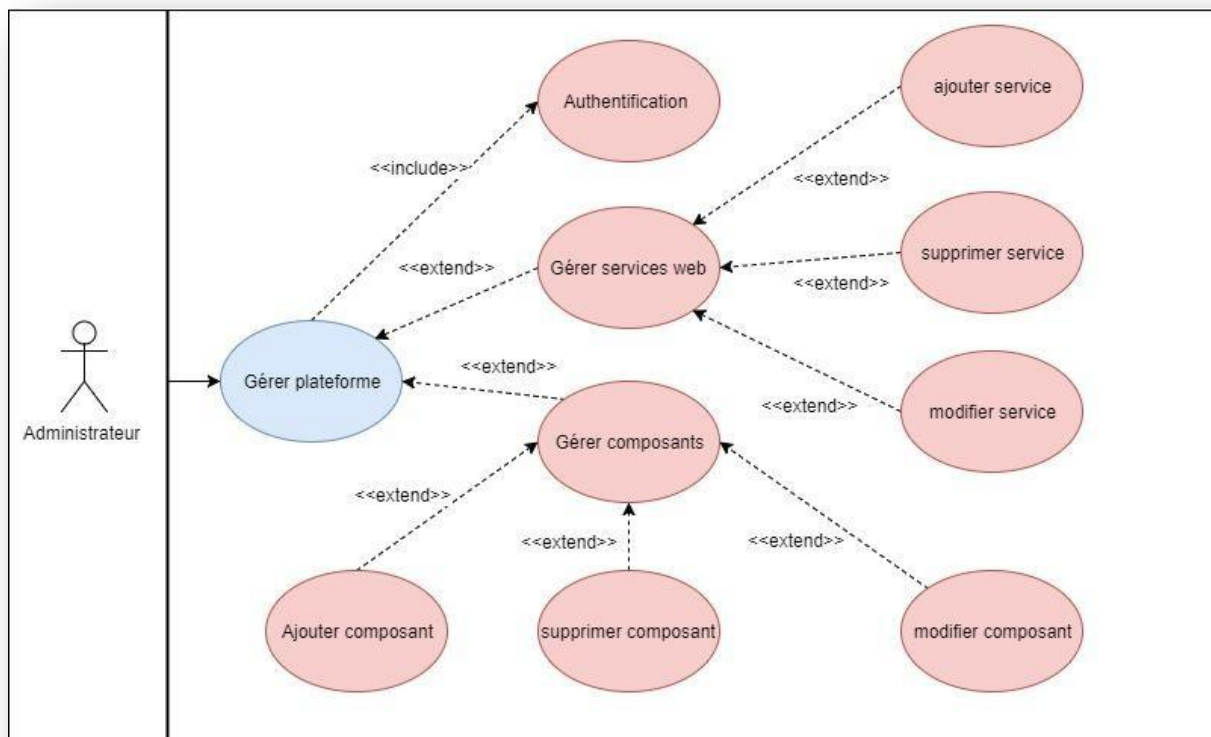 Authentification
ajouter service
<<include>>
<<extend>>
Gérer services web
supprimer service
<<extend>>
<<extend>>
Administrateur
Gérer plateforme
<<extend>>
<<extend>>
modifier service
Gérer composants
<<extend>>
<<extend>>
<<extend>>
Ajouter composant
supprimer composant
modifier composant